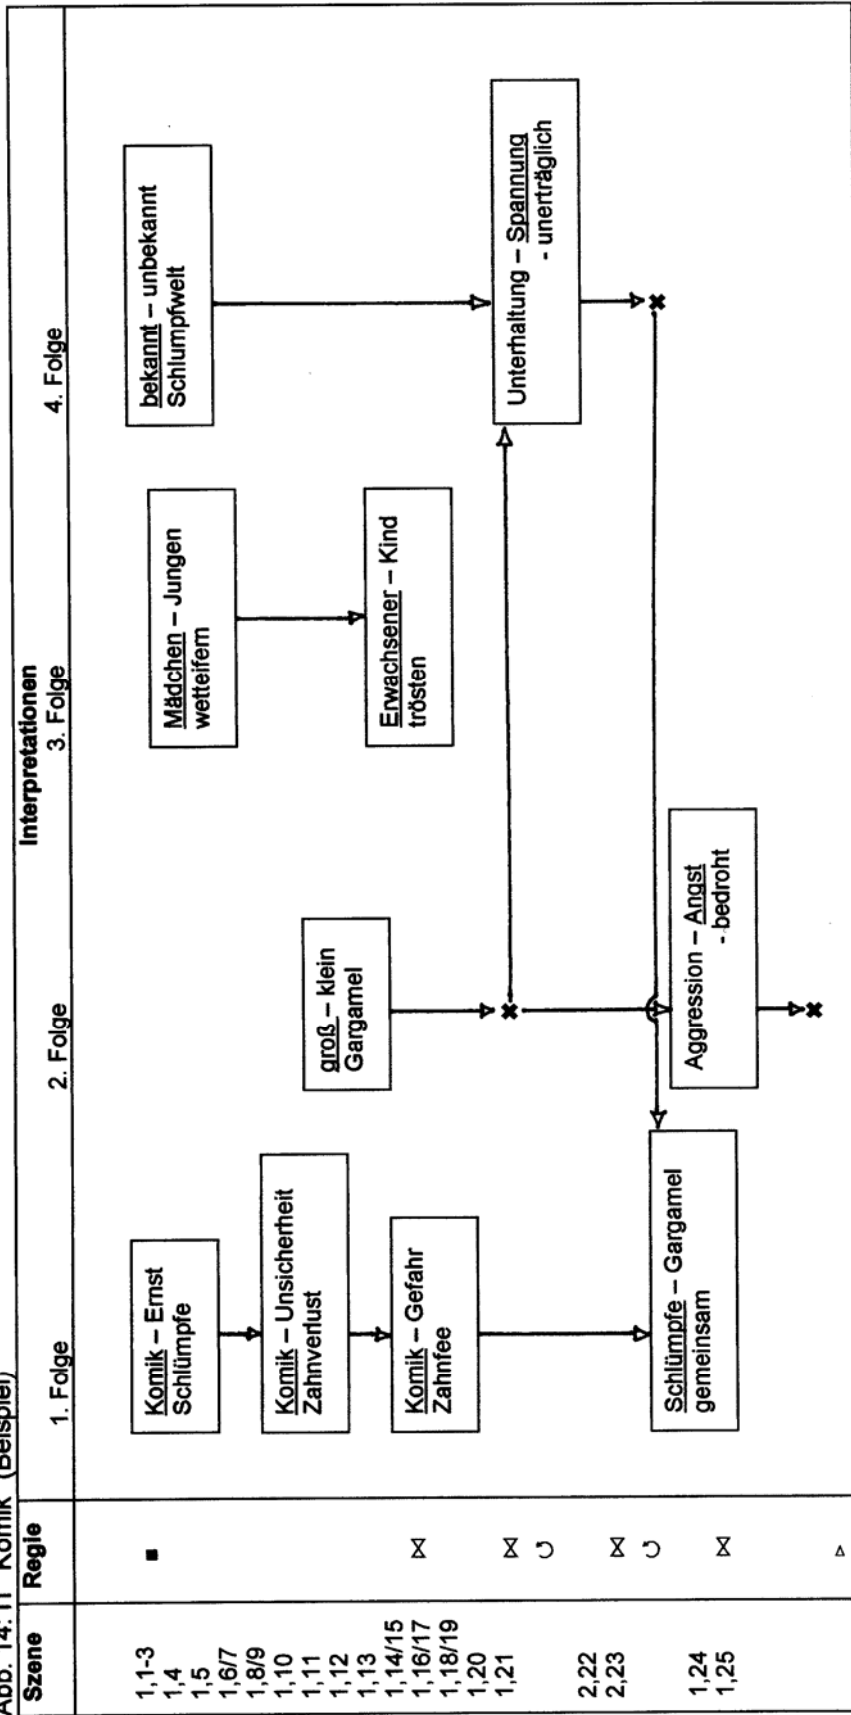 Abb. 14: TT "Komik" (Beispiel)
Szene Regie Interpretationen
1. Folge 2. Folge 3. Folge 4. Folge
1,1-3
1,4
1,5
1,6/7
1,8/9
1,10
1,11
1,12
1,13
1,14/15
1,16/17
1,18/19
1,20
1,21
2,22
2,23
1,24
1,25
Komik – Ernst
Schlümpfe
Komik – Unsicherheit
Zahnverlust
Komik – Gefahr
Zahnfee
Schlümpfe – Gargamel
gemeinsam
groß – klein
Gargamel
Aggression – Angst
- bedroht
Mädchen – Jungen
wetteifern
Erwachsener – Kind
trösten
bekannt – unbekannt
Schlumpfwelt
Unterhaltung – Spannung
- unerträglich